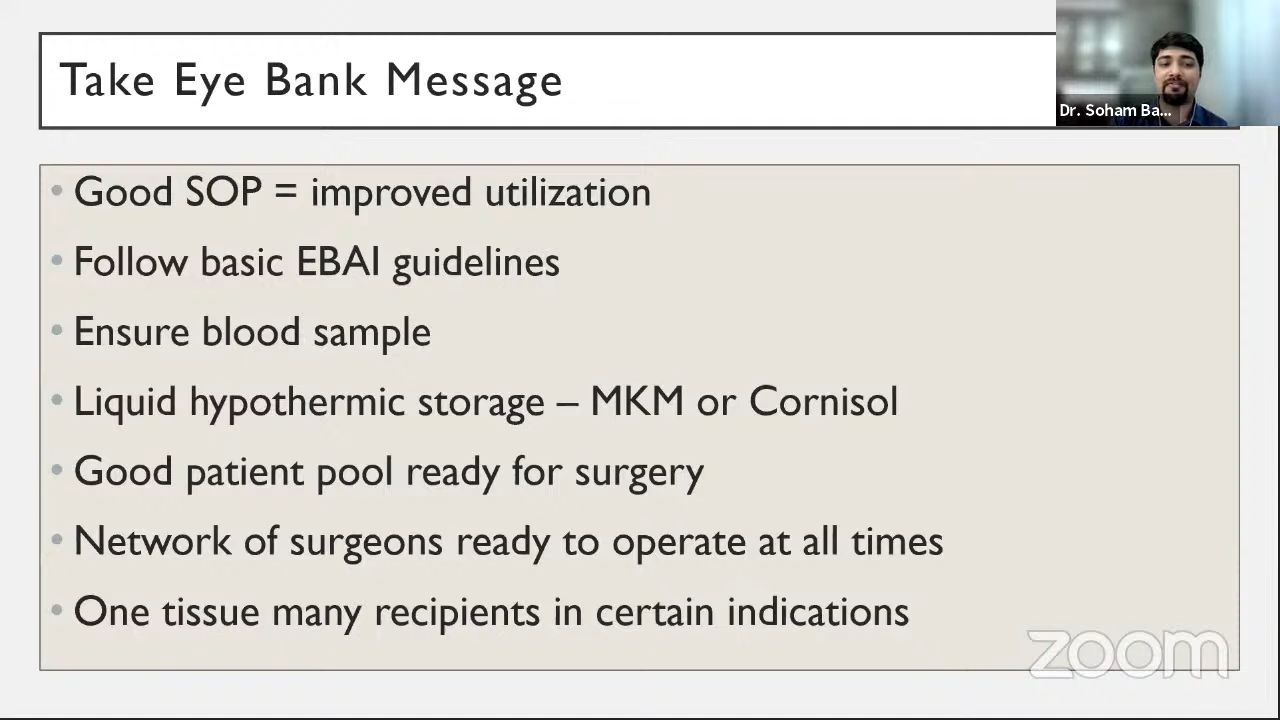 Take Eye Bank Message
Dr. Soham Ba...
• Good SOP = improved utilization
• Follow basic EBAI guidelines
• Ensure blood sample
• Liquid hypothermic storage – MKM or Cornisol
• Good patient pool ready for surgery
• Network of surgeons ready to operate at all times
• One tissue many recipients in certain indications
zoom